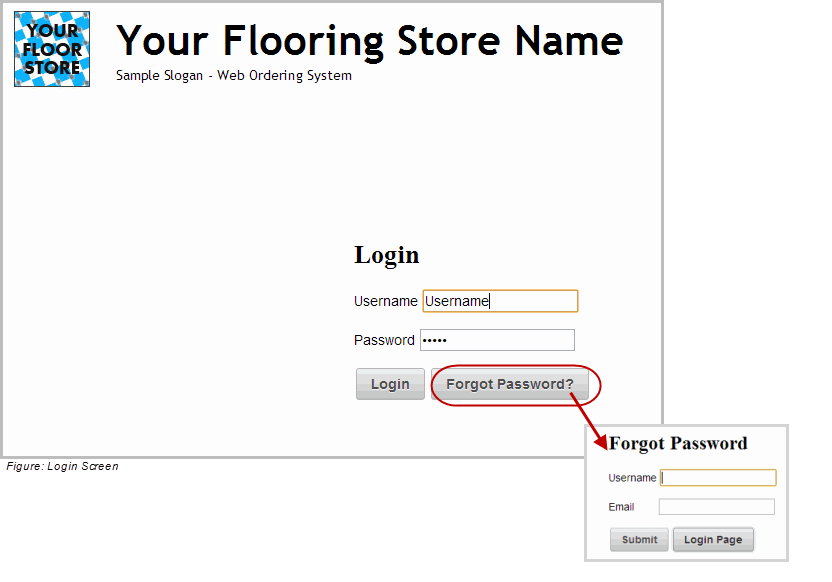 YOUR
FLOOR
STORE
Your Flooring Store Name
Sample Slogan - Web Ordering System
Login
Username Username
Password •••••
Login Forgot Password?
Figure: Login Screen
Forgot Password
Username
Email
Submit Login Page